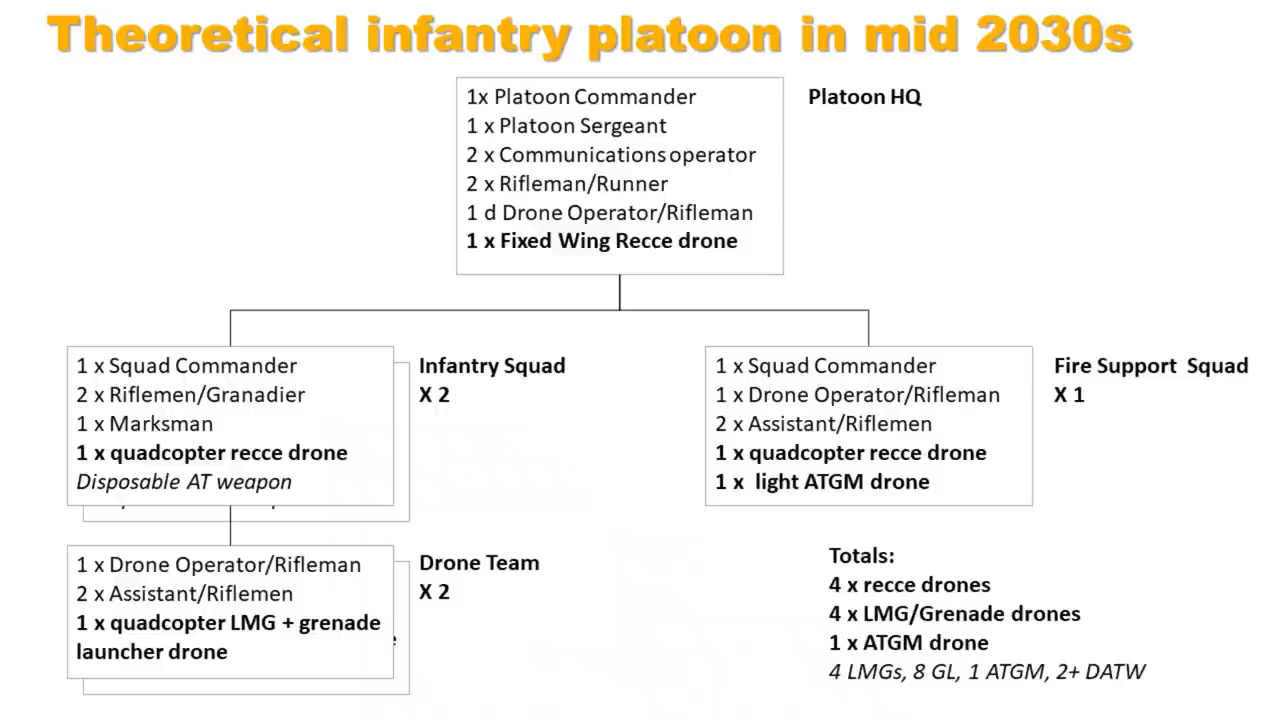 Theoretical infantry platoon in mid 2030s
1x Platoon Commander
1 x Platoon Sergeant
2 x Communications operator
2 x Rifleman/Runner
1 d Drone Operator/Rifleman
1 x Fixed Wing Recce drone
Platoon HQ
1 x Squad Commander
2 x Riflemen/Granadier
1 x Marksman
1 x quadcopter recce drone
Disposable AT weapon
Infantry Squad
X 2
1 x Squad Commander
1 x Drone Operator/Rifleman
2 x Assistant/Riflemen
1 x quadcopter recce drone
1 x light ATGM drone
Fire Support Squad
X 1
1 x Drone Operator/Rifleman
2 x Assistant/Riflemen
1 x quadcopter LMG + grenade
launcher drone
Drone Team
X 2
Totals:
4 x recce drones
4 x LMG/Grenade drones
1 x ATGM drone
4 LMGs, 8 GL, 1 ATGM, 2+ DATW